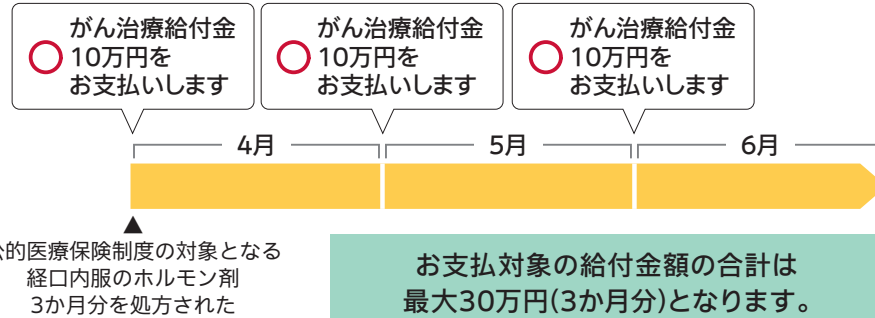 がん治療給付金
10万円を
お支払いします
がん治療給付金
10万円を
お支払いします
がん治療給付金
10万円を
お支払いします
4月
5月
6月
公的医療保険制度の対象となる
経口内服のホルモン剤
3か月分を処方された
お支払対象の給付金額の合計は
最大30万円(3か月分)となります。